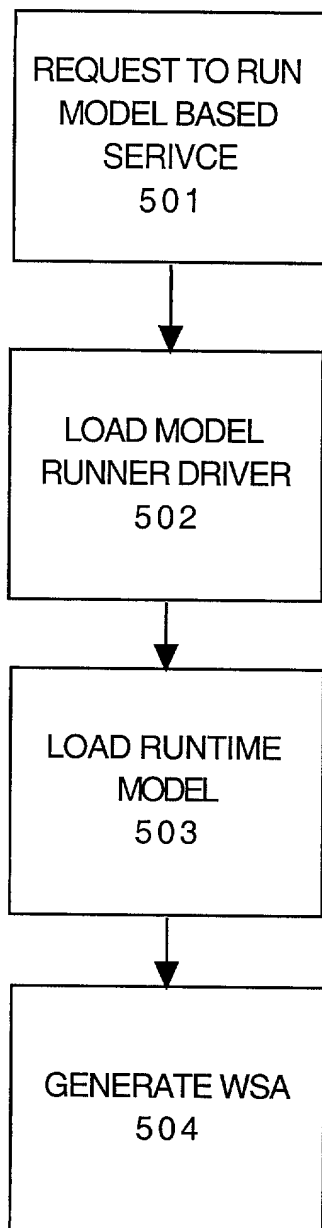 REQUEST TO RUN
MODEL BASED
SERIVCE
501
LOAD MODEL
RUNNER DRIVER
502
LOAD RUNTIME
MODEL
503
GENERATE WSA
504